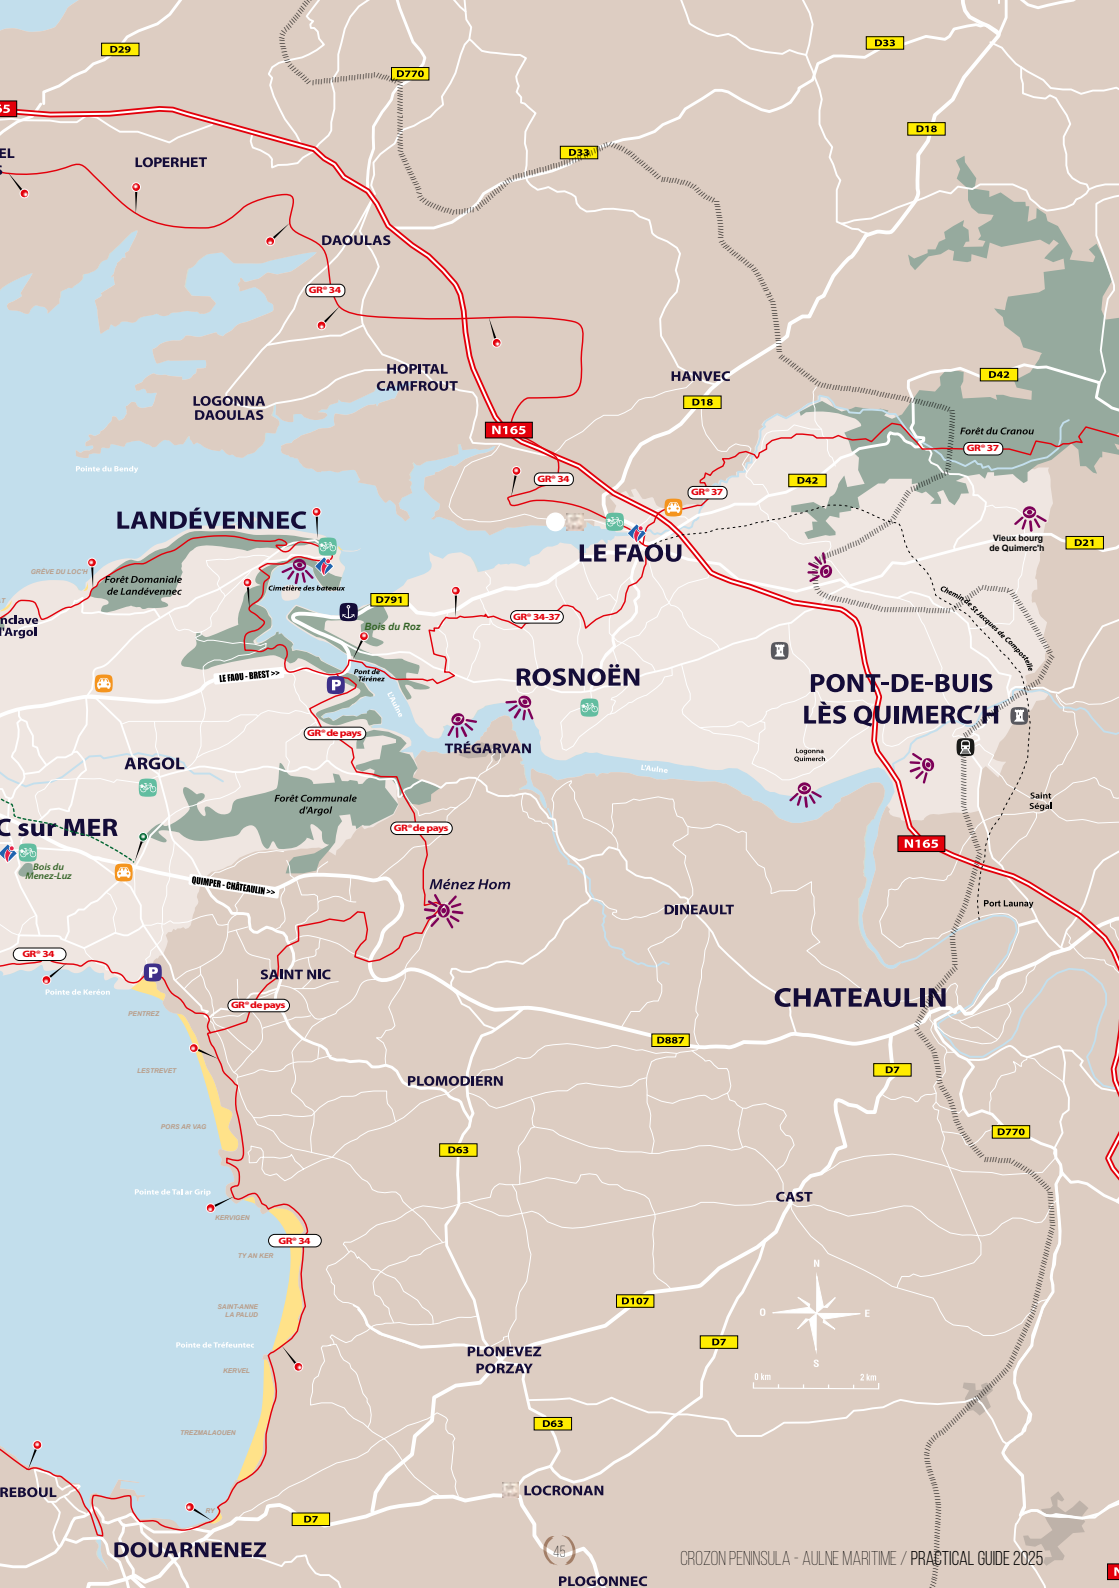 D29
D33
D770
D18
D33
LOPERHET
DAOULAS
GR® 34
HOPITAL
CAMFROUT
HANVEC
D42
LOGONNA
DAOULAS
D18
N165
Forêt du Cranou
GR® 37
Pointe du Bendy
GR® 34
D42
GR® 37
LANDÉVENNEC
LE FAOU
Vieux bourg
de Quimerc'h
D21
GRÈVE DU LOC'H
Forêt Domaniale
de Landévennec
Cimetière des bateaux
D791
Chemin de St Jacques de Compostelle
nclave
d'Argol
Bois du Roz
GR® 34-37
LE FAOU - BREST >>
Pont de
Térénez
L'Aulne
ROSNOËN
PONT-DE-BUIS
LÈS QUIMERC'H
GR® de pays
TRÉGARVAN
Logonna
Quimerch
ARGOL
L'Aulne
Forêt Communale
d'Argol
Saint
Ségal
C sur MER
GR® de pays
N165
Bois du
Menez-Luz
QUIMPER - CHÂTEAULIN >>
Ménez Hom
DINEAULT
Port Launay
GR® 34
SAINT NIC
Pointe de Keréon
GR® de pays
CHATEAULIN
PENTREZ
D887
LESTREVET
D7
PLOMODIERN
PORS AR VAG
D63
D770
Pointe de Tal ar Grip
CAST
KERVIGEN
GR® 34
TY AN KER
N
O
E
S
SAINT-ANNE
LA PALUD
D107
Pointe de Tréfeuntec
D7
PLONEVEZ
PORZAY
KERVEL
0 km
2 km
TREZMALAOUEN
D63
REBOUL
LOCRONAN
RY
D7
DOUARNENEZ
45
CROZON PENINSULA - AULNE MARITIME / PRACTICAL GUIDE 2025
PLOGONNEC